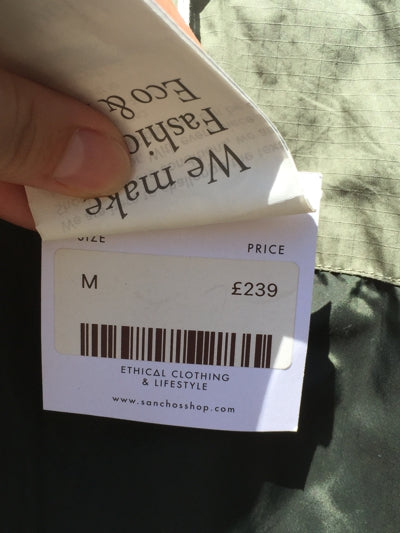 We make
Fashio
Eco &
SIZE
PRICE
M
£239
ETHICAL CLOTHING
& LIFESTYLE
www.sanchosshop.com